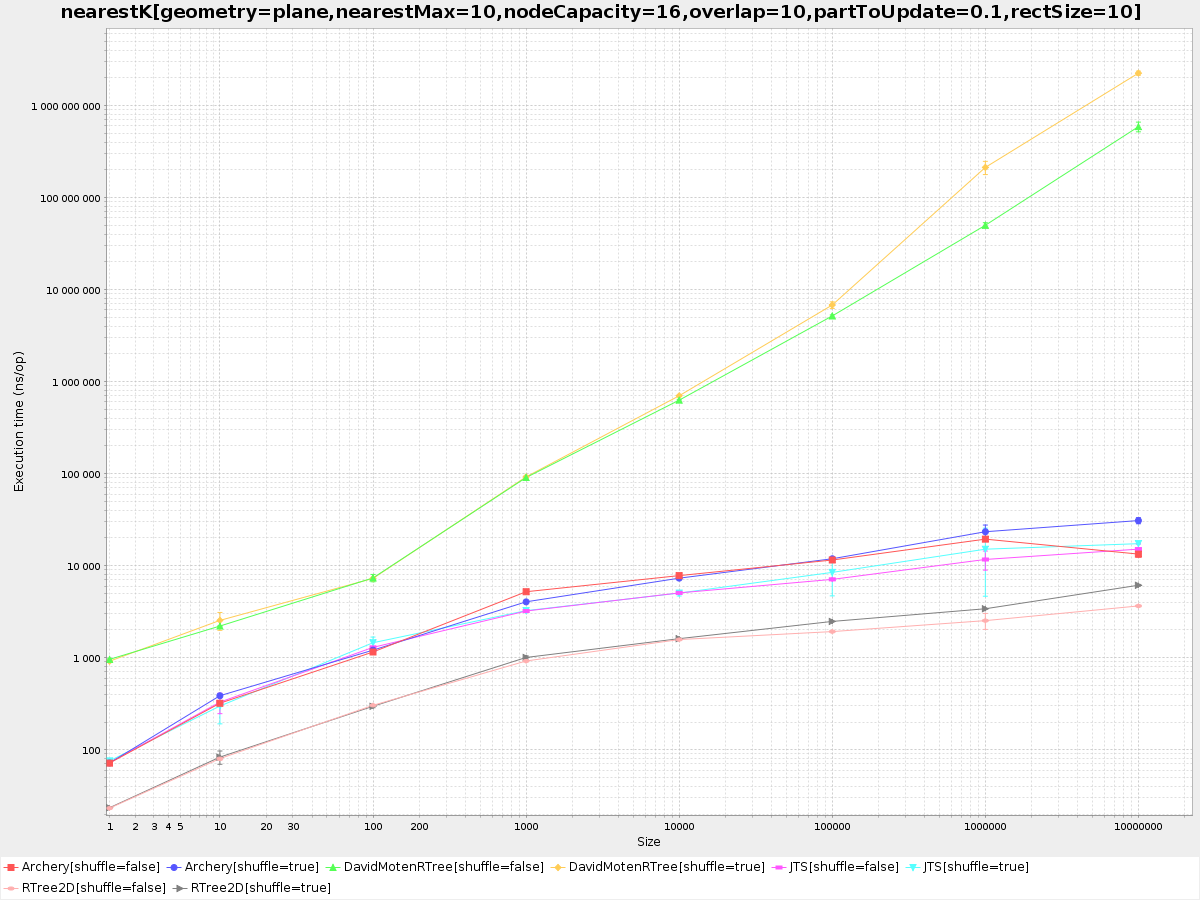 nearestK[geometry=plane,nearestMax=10,nodeCapacity=16,overlap=10,partToUpdate=0.1,rectSize=10]
1 000 000 000
100 000 000
10 000 000
1 000 000
100 000
10 000
1 000
100
Execution time (ns/op)
1 2 3 4 5 10 20 30 100 200 1000 10000 100000 1000000 10000000
Size
Archery[shuffle=false] Archery[shuffle=true] DavidMotenRTree[shuffle=false] DavidMotenRTree[shuffle=true] JTS[shuffle=false] JTS[shuffle=true]
RTree2D[shuffle=false] RTree2D[shuffle=true]